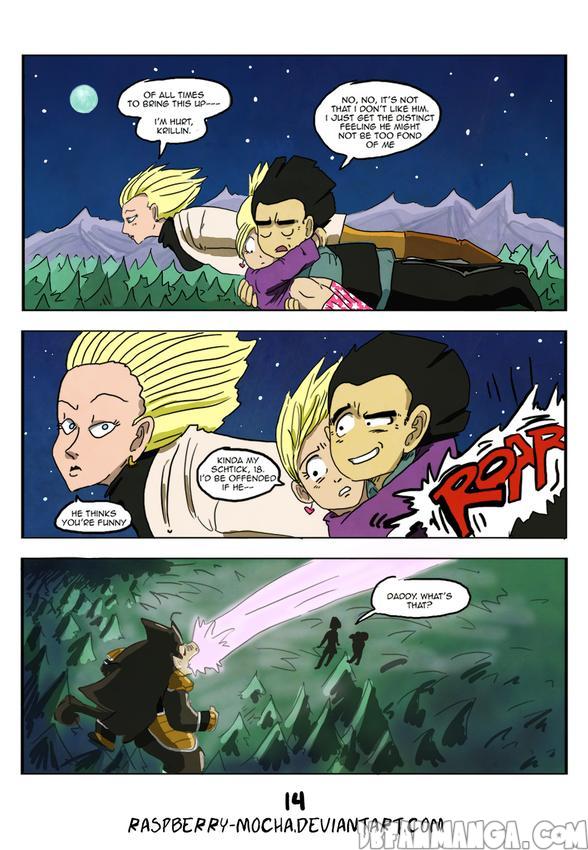 OF ALL TIMES
TO BRING THIS UP---
I'M HURT,
KRILLIN.
NO, NO, IT'S NOT
THAT I DON'T LIKE HIM.
I JUST GET THE DISTINCT
FEELING HE MIGHT
NOT BE TOO FOND
OF ME
HE THINKS
YOU'RE FUNNY
KINDA MY
SCHTICK, 18.
I'D BE OFFENDED
IF HE--
ROAR
DADDY. WHAT'S
THAT?
14
RASPBERRY-MOCHA.DEVIANTART.COM
DBFANMANGA.COM